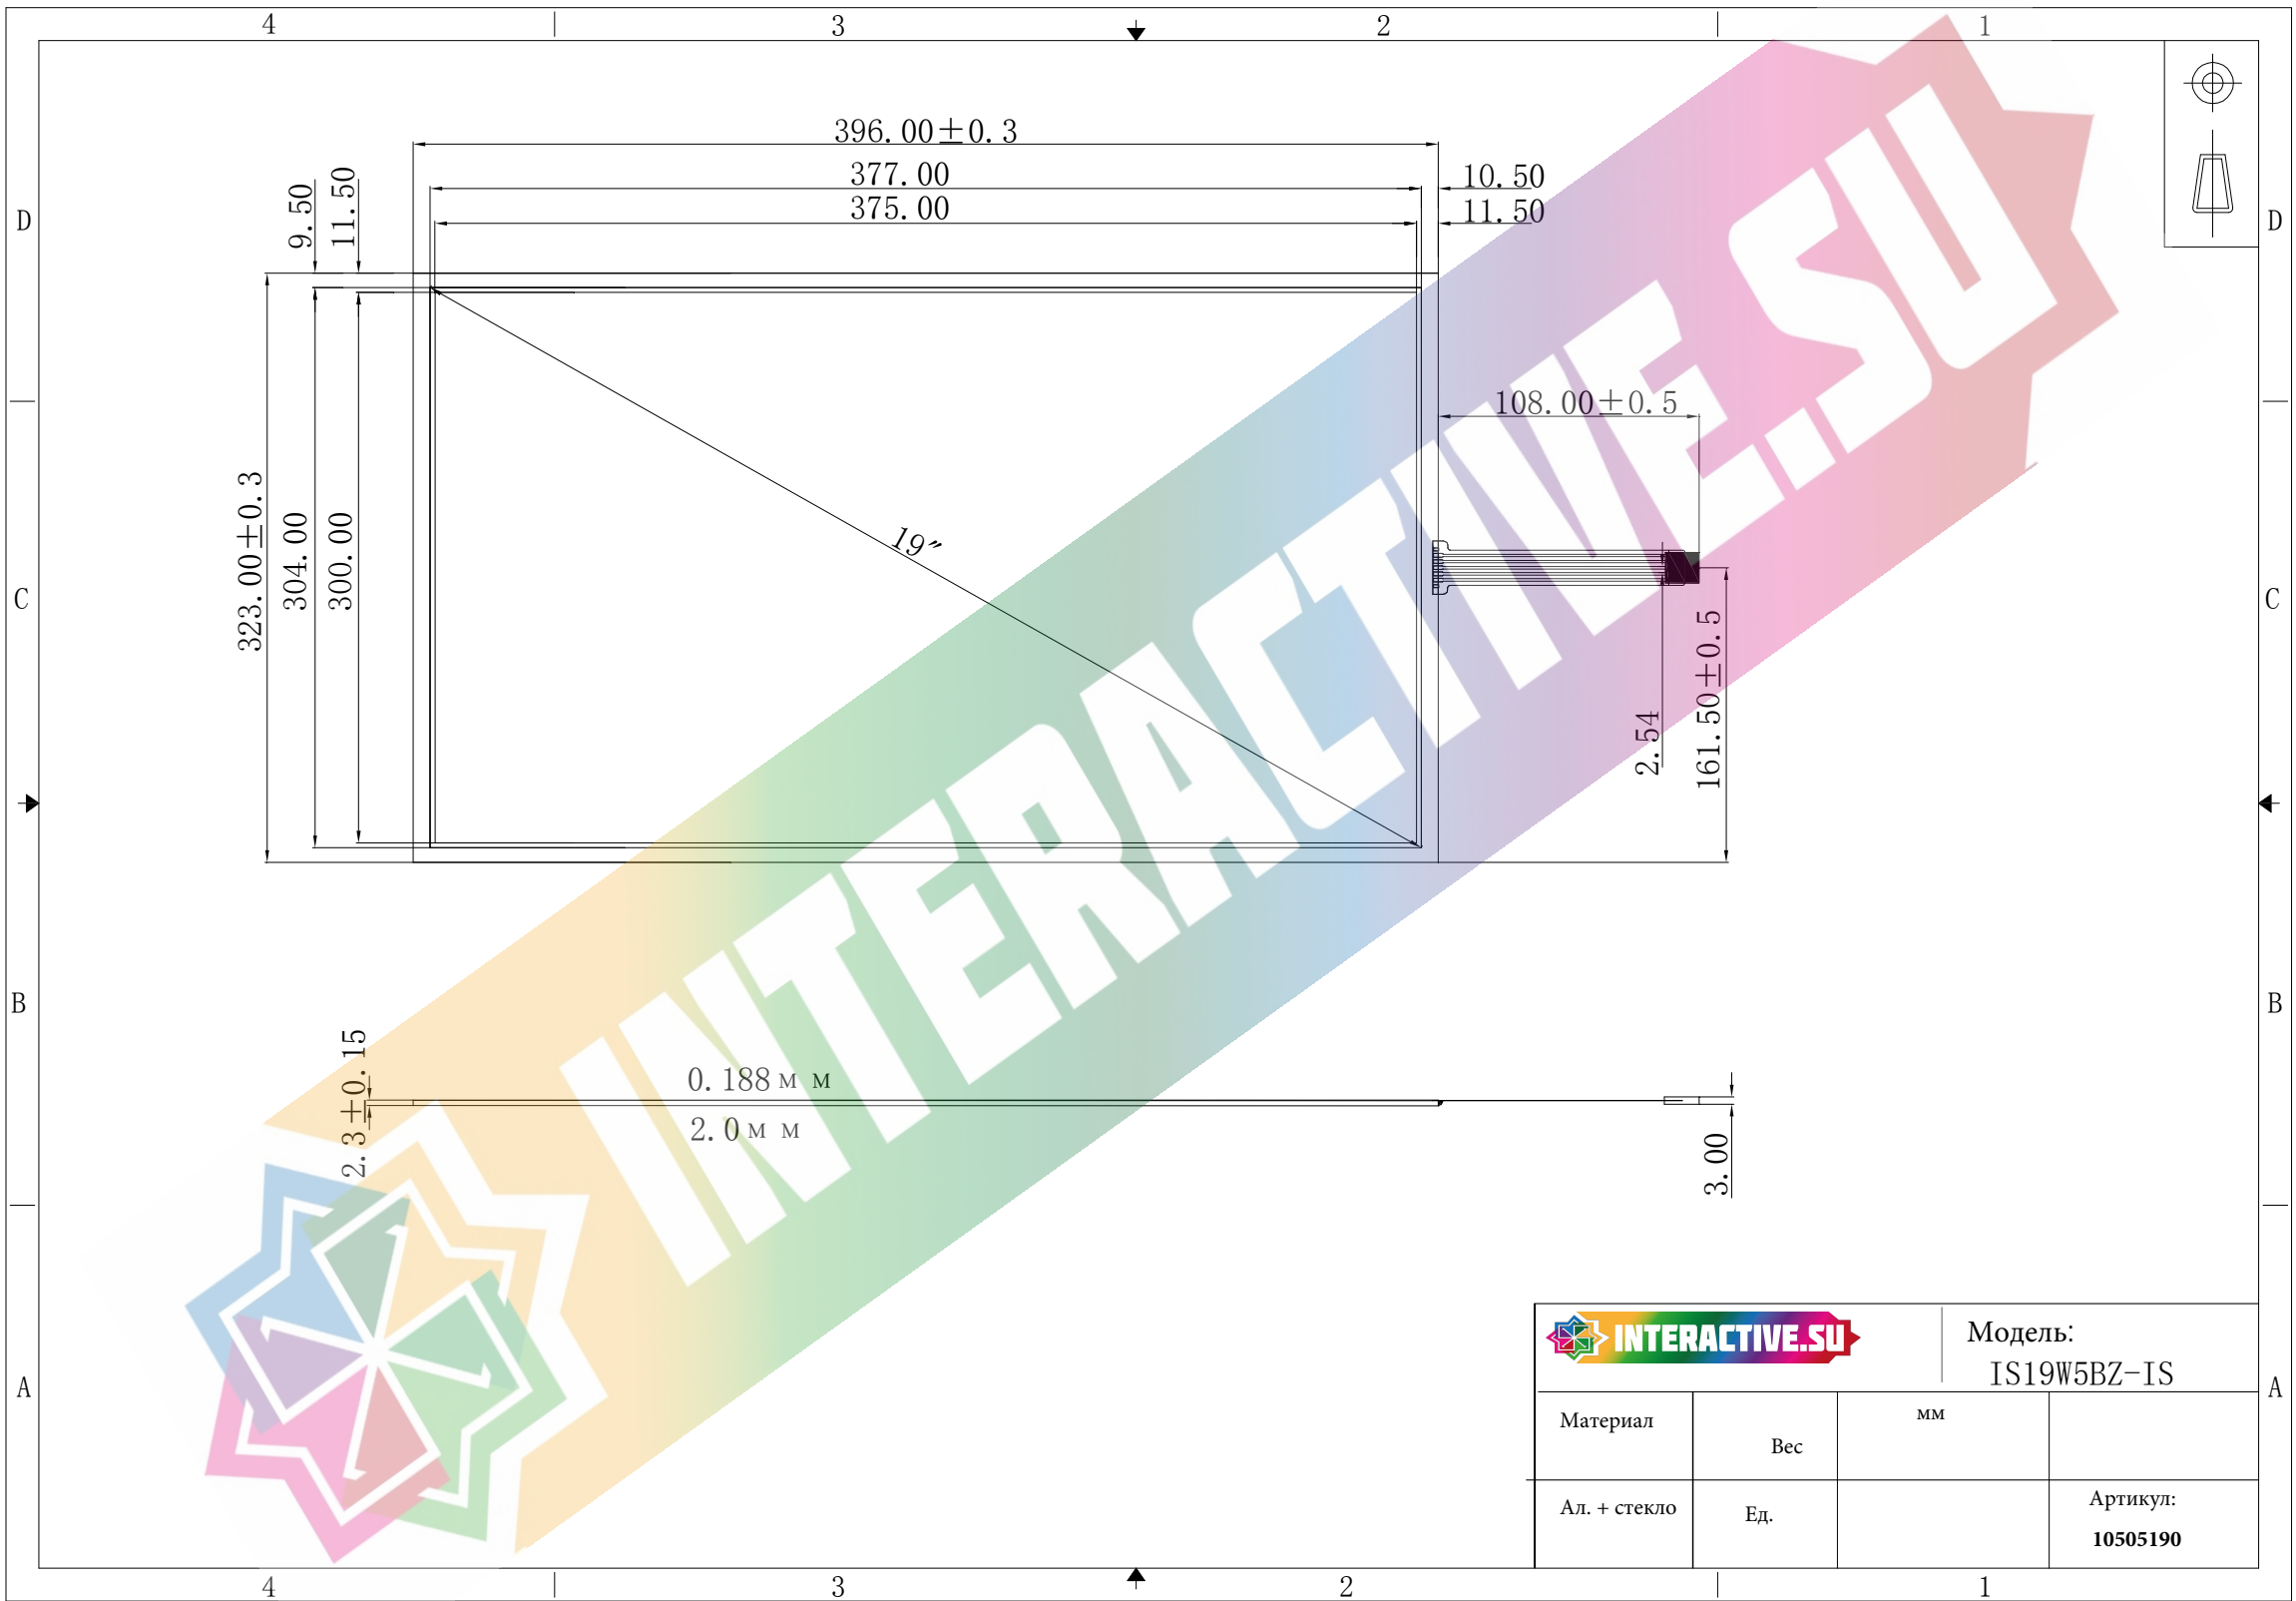 4 3 2 1
396.00±0.3
377.00 10.50
375.00 11.50
9.50
11.50
D D
108.00±0.5
19"
323.00±0.3
304.00
300.00
C C
2.54
161.50±0.5
INTERACTIVE.SU
B B
2.3±0.15
0.188м м
2.0м м
3.00
INTERACTIVE.SU
Модель:
IS19W5BZ-IS
A A
Материал
Вес
мм
Ал. + стекло
Ед.
Артикул:
10505190
4 3 2 1